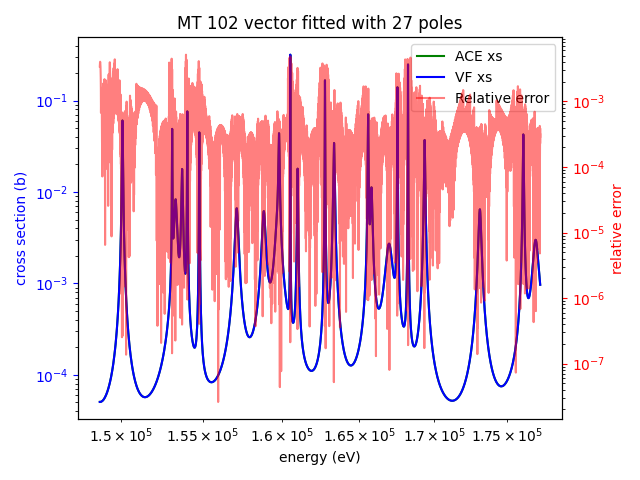 MT 102 vector fitted with 27 poles
ACE xs
VF xs
Relative error
cross section (b)
10⁻¹
10⁻²
10⁻³
10⁻⁴
relative error
10⁻³
10⁻⁴
10⁻⁵
10⁻⁶
10⁻⁷
1.5 × 10⁵ 1.55 × 10⁵ 1.6 × 10⁵ 1.65 × 10⁵ 1.7 × 10⁵ 1.75 × 10⁵
energy (eV)